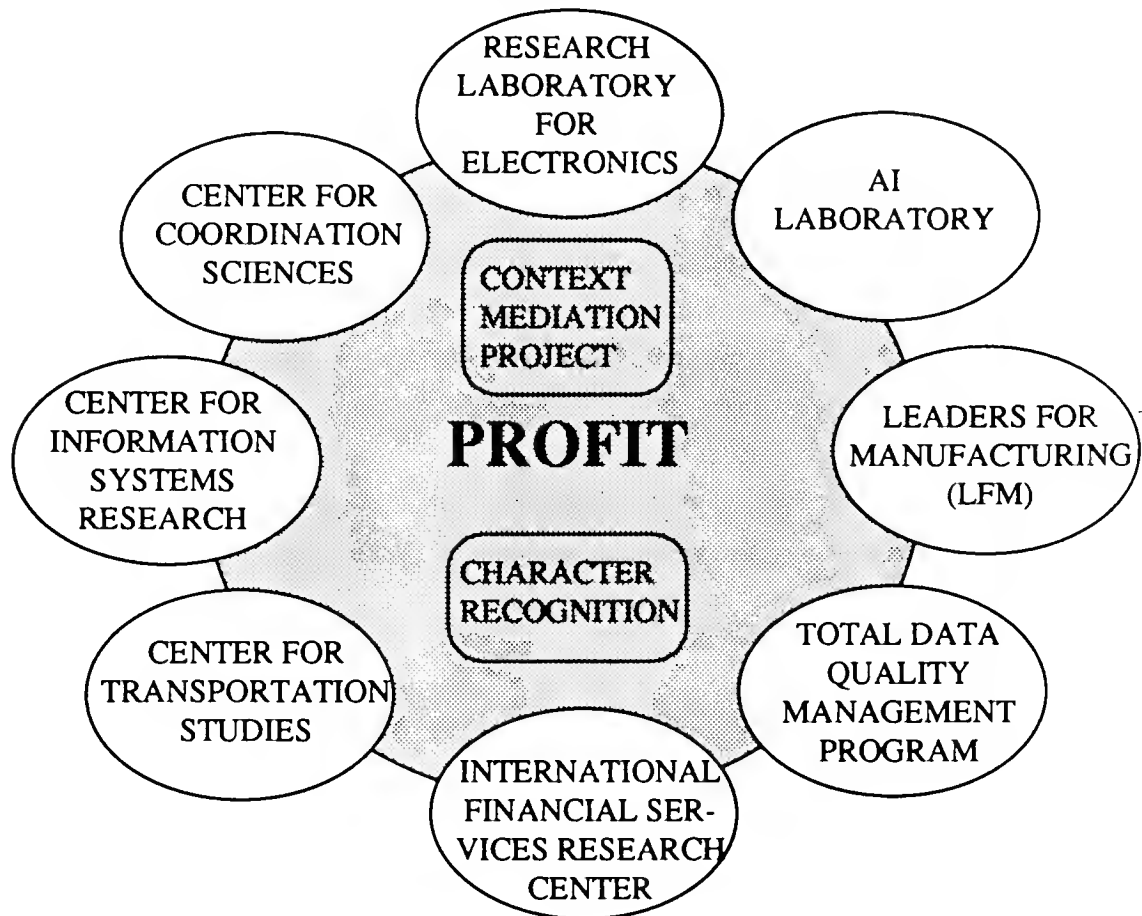 RESEARCH
LABORATORY
FOR
ELECTRONICS
AI
LABORATORY
CENTER FOR
COORDINATION
SCIENCES
CONTEXT
MEDIATION
PROJECT
LEADERS FOR
MANUFACTURING
(LFM)
CENTER FOR
INFORMATION
SYSTEMS
RESEARCH
PROFIT
CHARACTER
RECOGNITION
TOTAL DATA
QUALITY
MANAGEMENT
PROGRAM
CENTER FOR
TRANSPORTATION
STUDIES
INTERNATIONAL
FINANCIAL SER-
VICES RESEARCH
CENTER